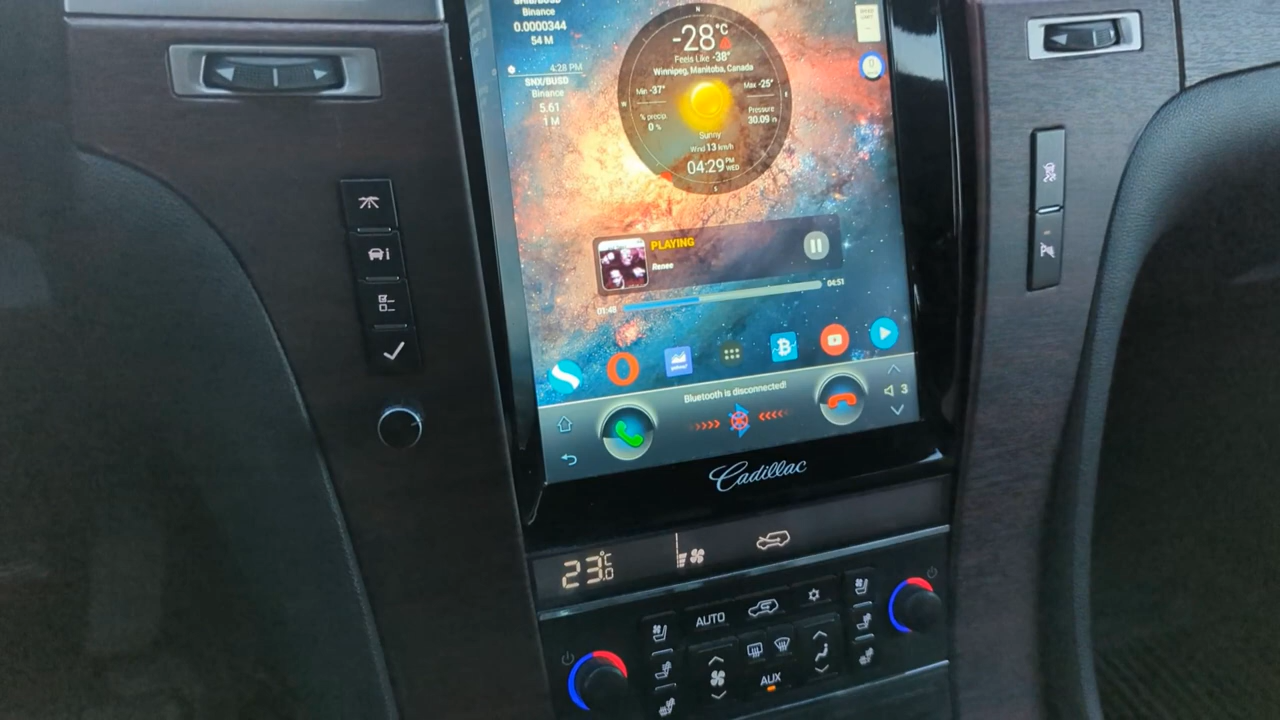 Binance
0.0000344
54 M
4:28 PM
SNX/BUSD
Binance
5.61
1 M
N
-28°C
Feels Like -38°
Winnipeg, Manitoba, Canada
Min -37°
Max -25°
W
E
% precip.
0 %
Pressure
30.09 in
Sunny
Wind 13 km/h
04:29 PM
WED
S
0
PLAYING
Renee
01:48
04:51
Bluetooth is disconnected!
3
Cadillac
23.0°C
AUTO
AUX